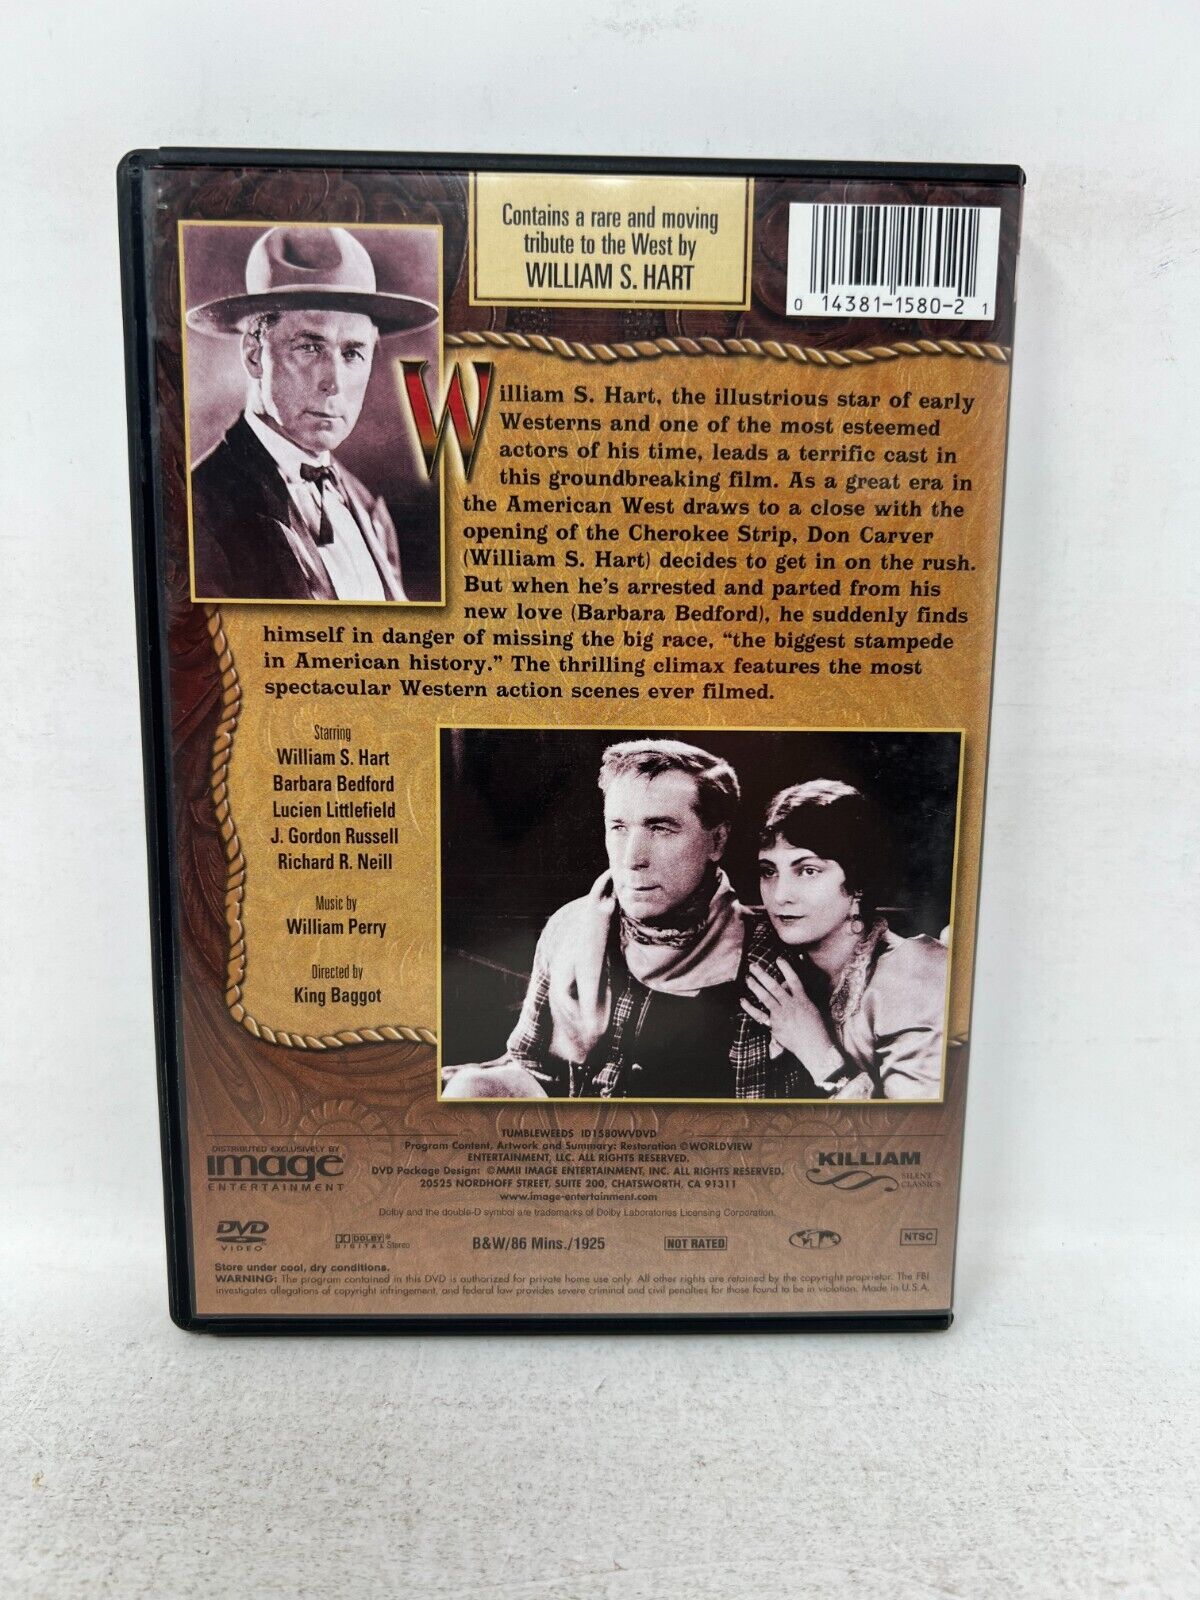 Contains a rare and moving
tribute to the West by
WILLIAM S. HART
0 14381-1580-2 1
William S. Hart, the illustrious star of early
Westerns and one of the most esteemed
actors of his time, leads a terrific cast in
this groundbreaking film. As a great era in
the American West draws to a close with the
opening of the Cherokee Strip, Don Carver
(William S. Hart) decides to get in on the rush.
But when he's arrested and parted from his
new love (Barbara Bedford), he suddenly finds
himself in danger of missing the big race, “the biggest stampede
in American history.” The thrilling climax features the most
spectacular Western action scenes ever filmed.
Starring
William S. Hart
Barbara Bedford
Lucien Littlefield
J. Gordon Russell
Richard R. Neill
Music by
William Perry
Directed by
King Baggot
DISTRIBUTED EXCLUSIVELY BY
image
ENTERTAINMENT
TUMBLEWEEDS ID1580WVDVD
Program Content, Artwork and Summary: Restoration ©WORLDVIEW
ENTERTAINMENT, LLC. ALL RIGHTS RESERVED.
DVD Package Design: ©MMII IMAGE ENTERTAINMENT, INC. ALL RIGHTS RESERVED.
20525 NORDHOFF STREET, SUITE 200, CHATSWORTH, CA 91311
www.image-entertainment.com
KILLIAM
SILENT
CLASSICS
Dolby and the double-D symbol are trademarks of Dolby Laboratories Licensing Corporation.
DVD
VIDEO
DOLBY ®
DIGITAL Stereo
B&W/86 Mins./1925
NOT RATED
1
NTSC
Store under cool, dry conditions.
WARNING: The program contained in this DVD is authorized for private home use only. All other rights are retained by the copyright proprietor. The FBI
investigates allegations of copyright infringement, and federal law provides severe criminal and civil penalties for those found to be in violation. Made in U.S.A.